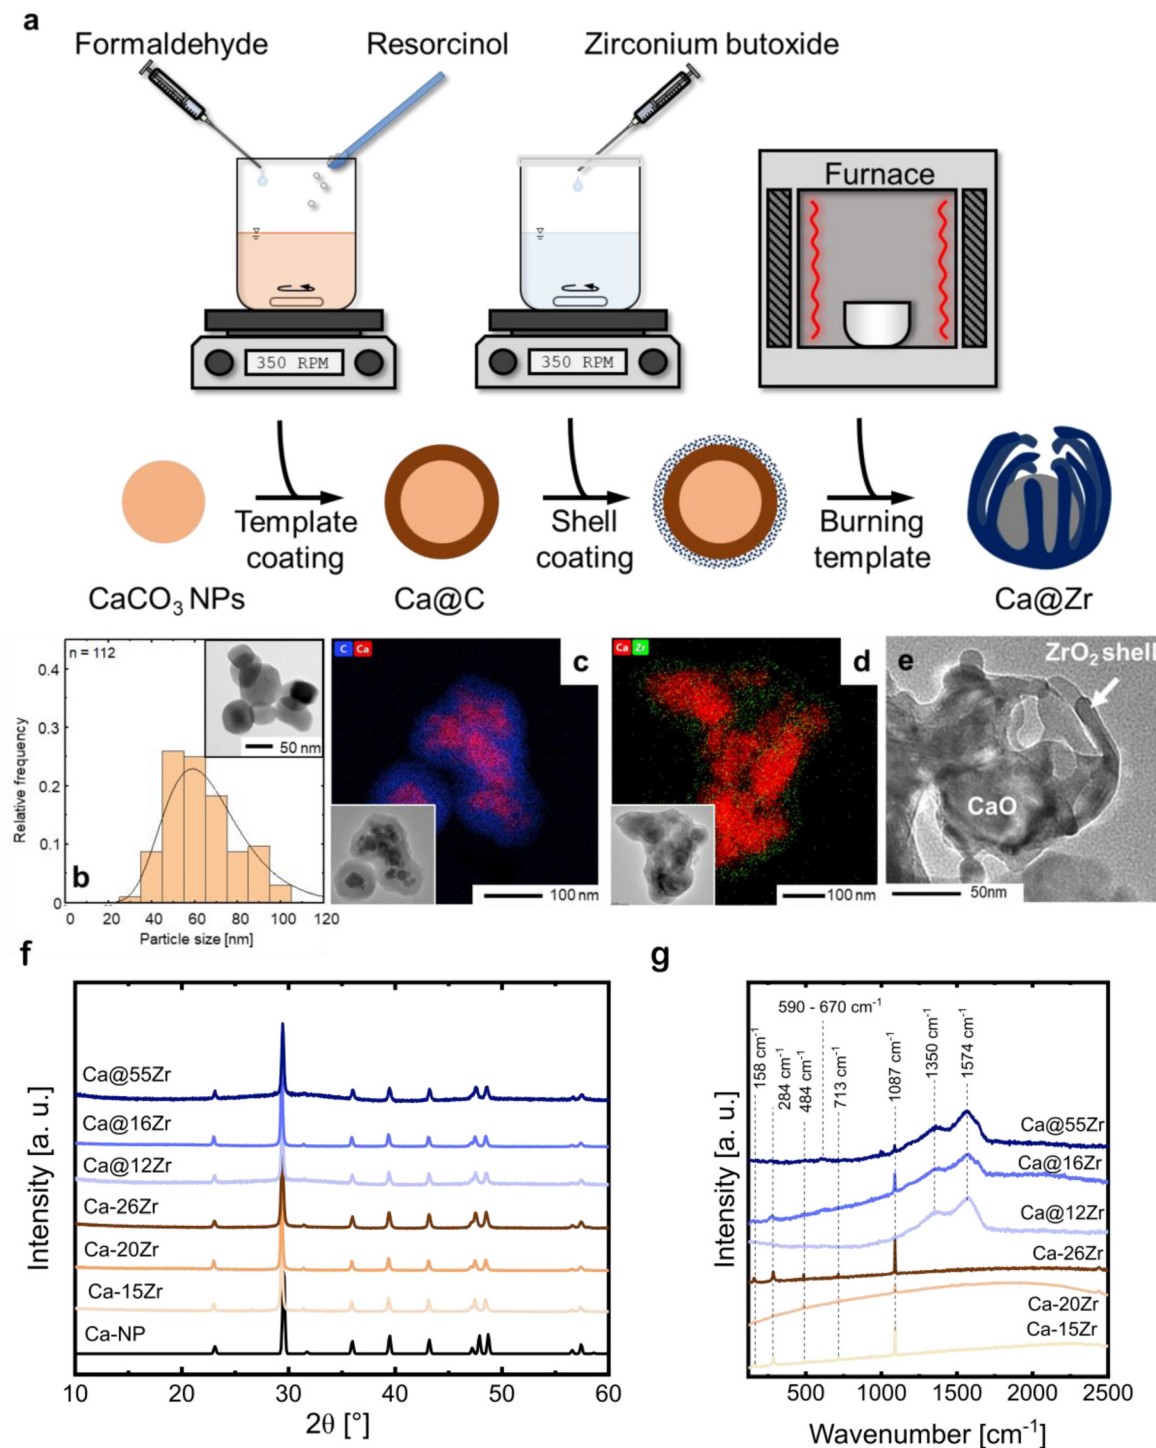 a
Formaldehyde
Resorcinol
Zirconium butoxide
Furnace
350 RPM
350 RPM
Template
coating
Shell
coating
Burning
template
CaCO₃ NPs
Ca@C
Ca@Zr
n = 112
0.4
0.3
0.2
0.1
0
Relative frequency
50 nm
b
0 20 40 60 80 100 120
Particle size [nm]
C Ca
c
100 nm
Ca Zr
d
100 nm
e
ZrO₂ shell
CaO
50nm
f
Ca@55Zr
Ca@16Zr
Ca@12Zr
Ca-26Zr
Ca-20Zr
Ca-15Zr
Ca-NP
Intensity [a. u.]
10 20 30 40 50 60
2θ [°]
g
590 - 670 cm⁻¹
158 cm⁻¹
284 cm⁻¹
484 cm⁻¹
713 cm⁻¹
1087 cm⁻¹
1350 cm⁻¹
1574 cm⁻¹
Ca@55Zr
Ca@16Zr
Ca@12Zr
Ca-26Zr
Ca-20Zr
Ca-15Zr
Intensity [a. u.]
500 1000 1500 2000 2500
Wavenumber [cm⁻¹]